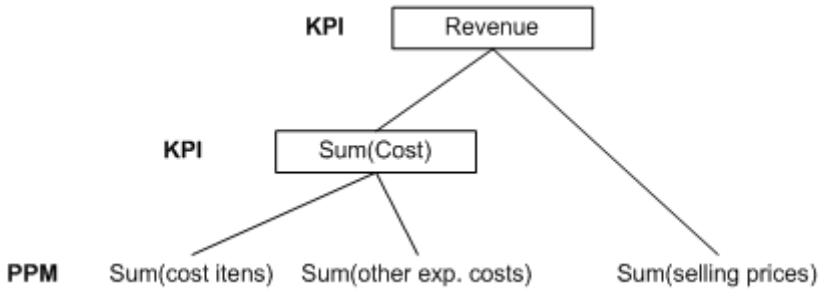 KPI Revenue
KPI Sum(Cost)
PPM Sum(cost itens) Sum(other exp. costs) Sum(selling prices)